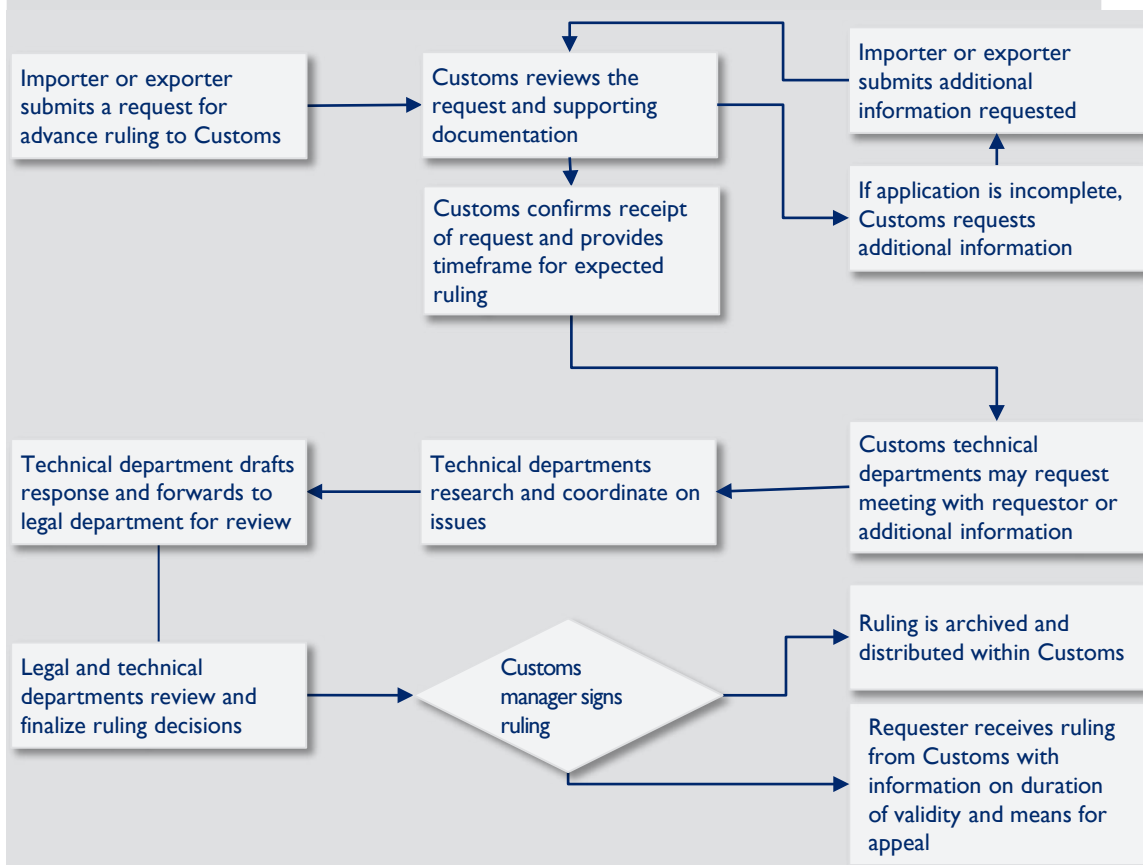 Importer or exporter
submits a request for
advance ruling to Customs
Customs reviews the
request and supporting
documentation
Importer or exporter
submits additional
information requested
If application is incomplete,
Customs requests
additional information
Customs confirms receipt
of request and provides
timeframe for expected
ruling
Customs technical
departments may request
meeting with requestor or
additional information
Technical departments
research and coordinate on
issues
Technical department drafts
response and forwards to
legal department for review
Legal and technical
departments review and
finalize ruling decisions
Customs
manager signs
ruling
Ruling is archived and
distributed within Customs
Requester receives ruling
from Customs with
information on duration
of validity and means for
appeal